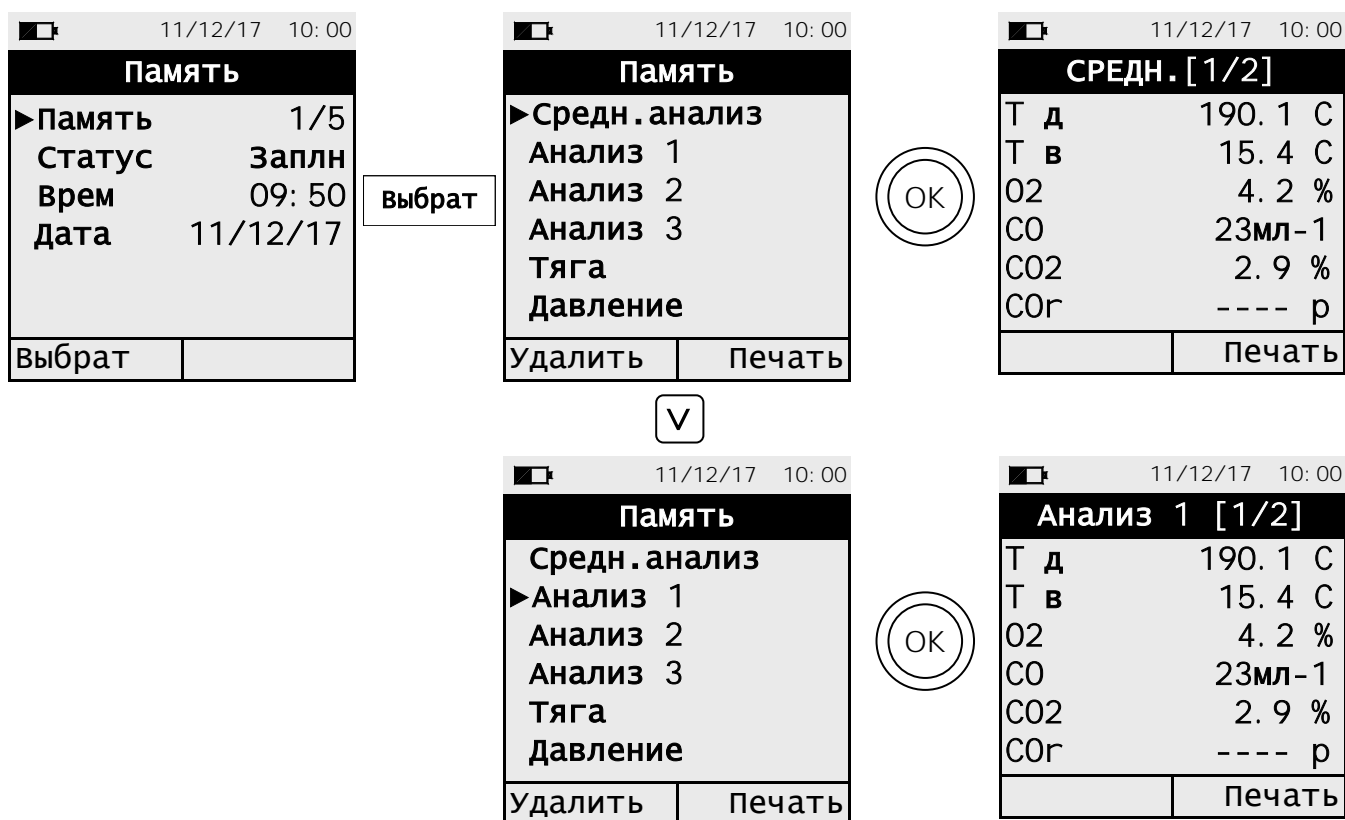 11/12/17 10:00
Память
►Память 1/5
Статус Заплн
Врем 09:50
Дата 11/12/17
Выбрат
Выбрат
11/12/17 10:00
Память
►Средн.анализ
Анализ 1
Анализ 2
Анализ 3
Тяга
Давление
Удалить Печать
OK
11/12/17 10:00
СРЕДН.[1/2]
T д 190.1 C
T в 15.4 C
O2 4.2 %
CO 23мл-1
CO2 2.9 %
COr ---- p
Печать
V
11/12/17 10:00
Память
Средн.анализ
►Анализ 1
Анализ 2
Анализ 3
Тяга
Давление
Удалить Печать
OK
11/12/17 10:00
Анализ 1 [1/2]
T д 190.1 C
T в 15.4 C
O2 4.2 %
CO 23мл-1
CO2 2.9 %
COr ---- p
Печать